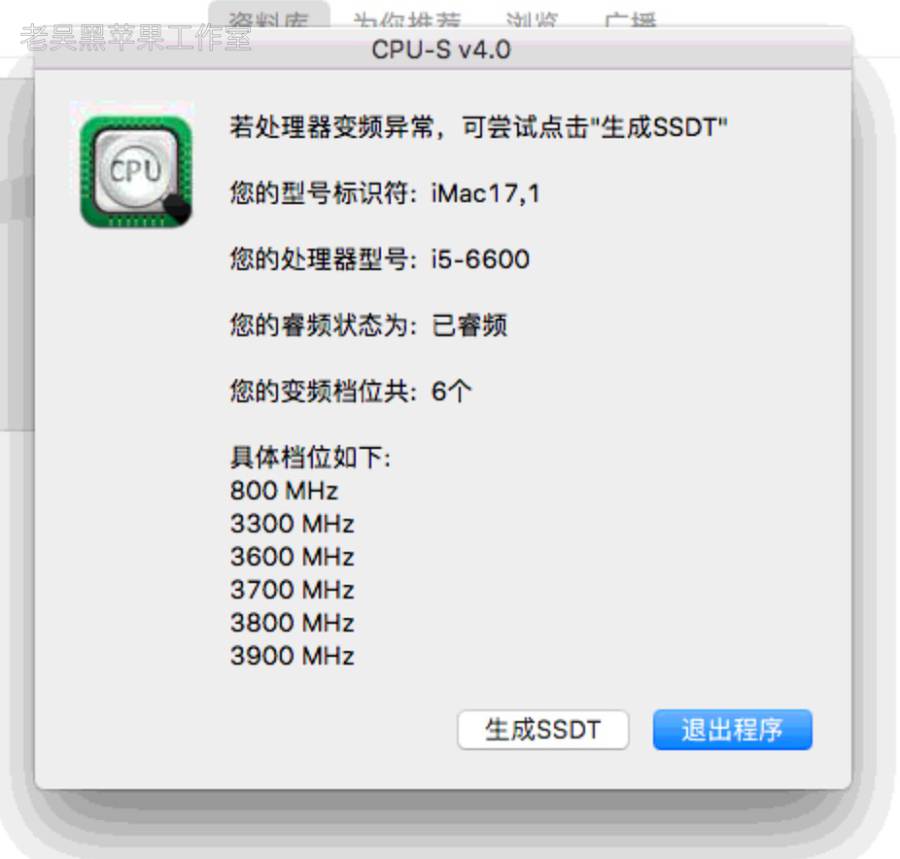 资料库 为你推荐 浏览 广播
老吴黑苹果工作室
CPU-S v4.0
CPU
若处理器变频异常，可尝试点击"生成SSDT"
您的型号标识符: iMac17,1
您的处理器型号: i5-6600
您的睿频状态为: 已睿频
您的变频档位共: 6个
具体档位如下:
800 MHz
3300 MHz
3600 MHz
3700 MHz
3800 MHz
3900 MHz
生成SSDT 退出程序